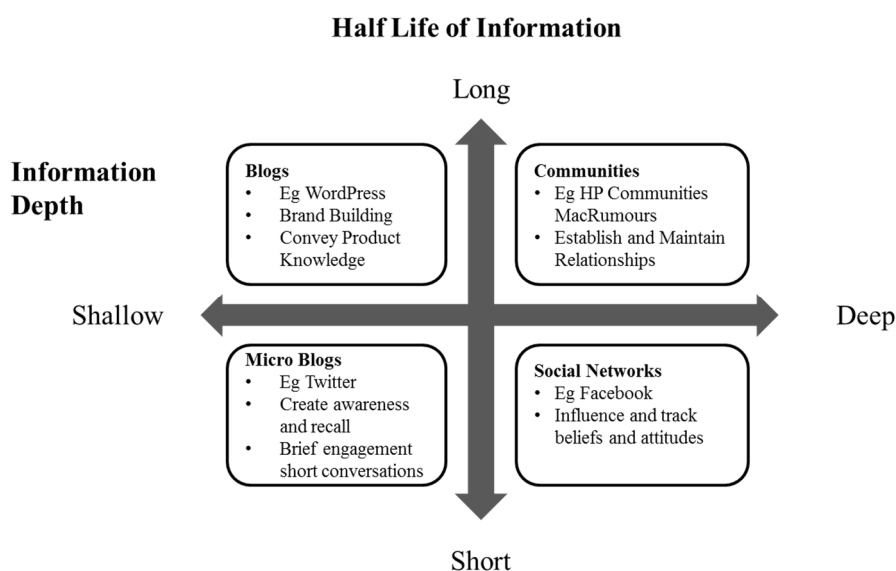 Half Life of Information
Long
Information
Depth
Blogs
• Eg WordPress
• Brand Building
• Convey Product
Knowledge
Communities
• Eg HP Communities
MacRumours
• Establish and Maintain
Relationships
Shallow
Deep
Micro Blogs
• Eg Twitter
• Create awareness
and recall
• Brief engagement
short conversations
Social Networks
• Eg Facebook
• Influence and track
beliefs and attitudes
Short